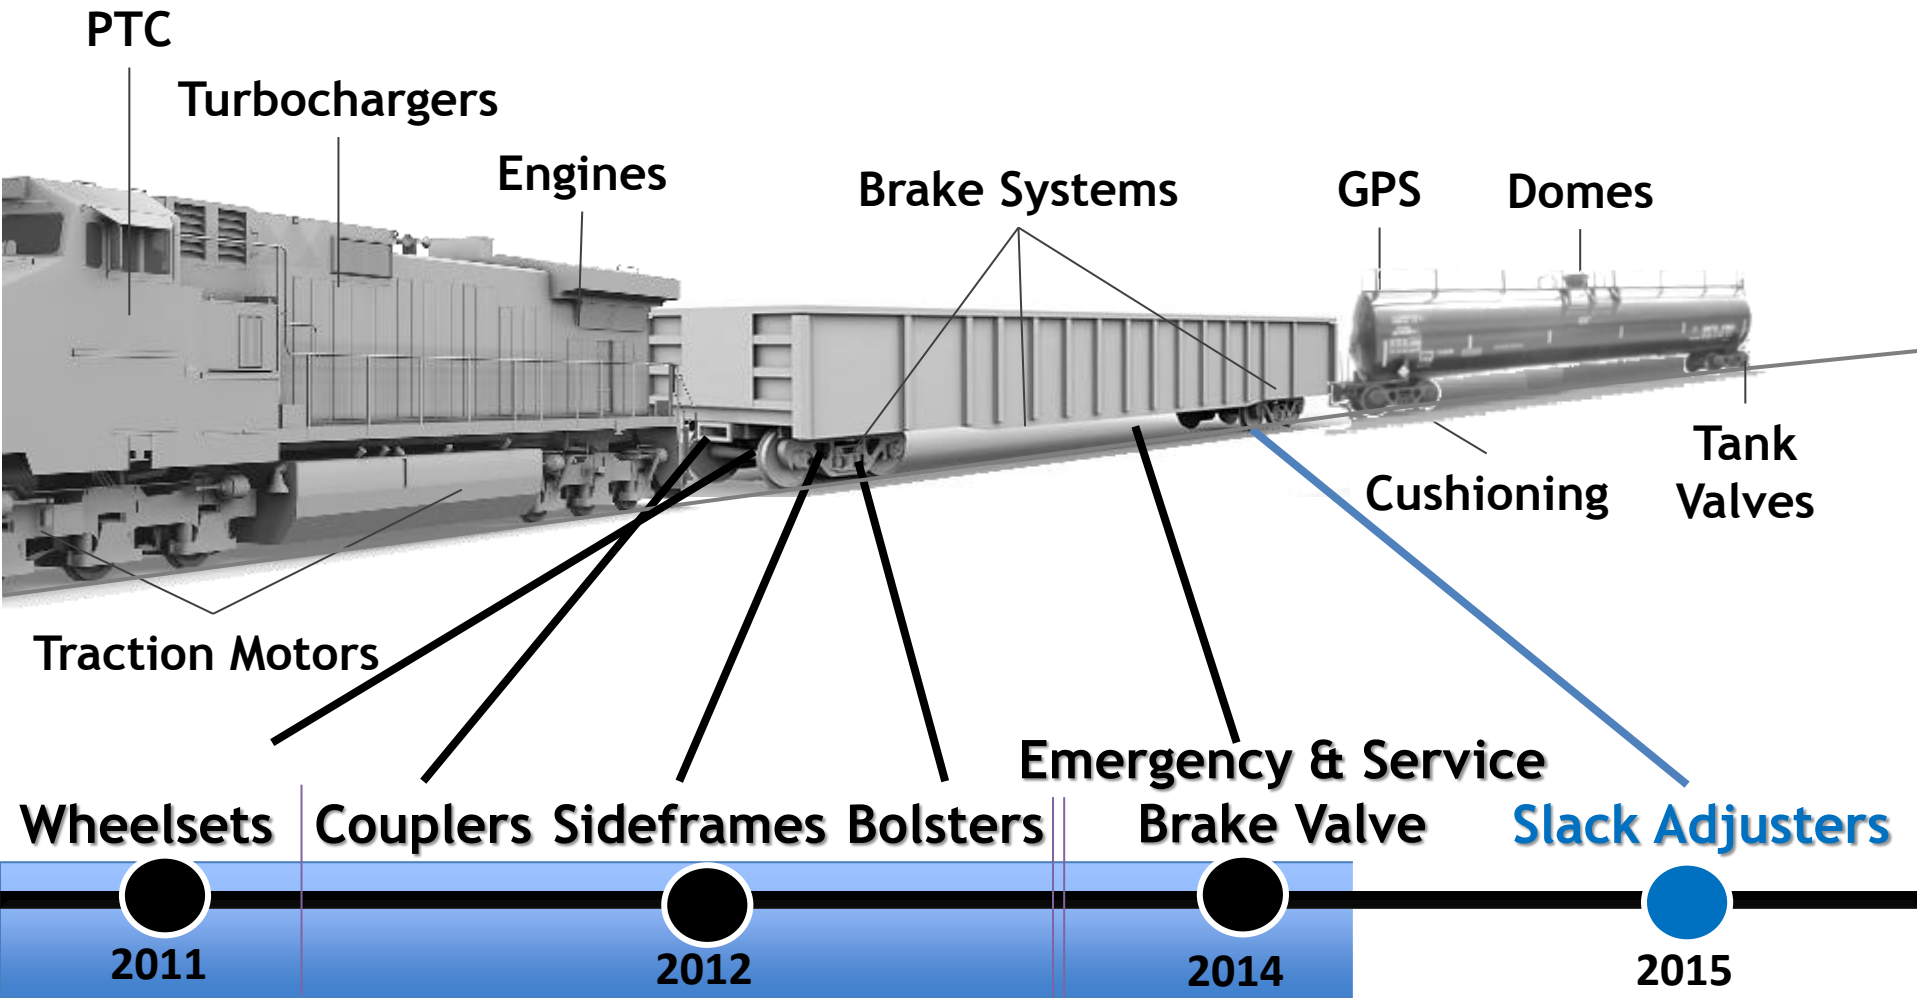 PTC
Turbochargers
Engines
Brake Systems
GPS
Domes
Tank
Valves
Cushioning
Traction Motors
Emergency & Service
Brake Valve
Wheelsets
Couplers
Sideframes
Bolsters
Slack Adjusters
2011
2012
2014
2015